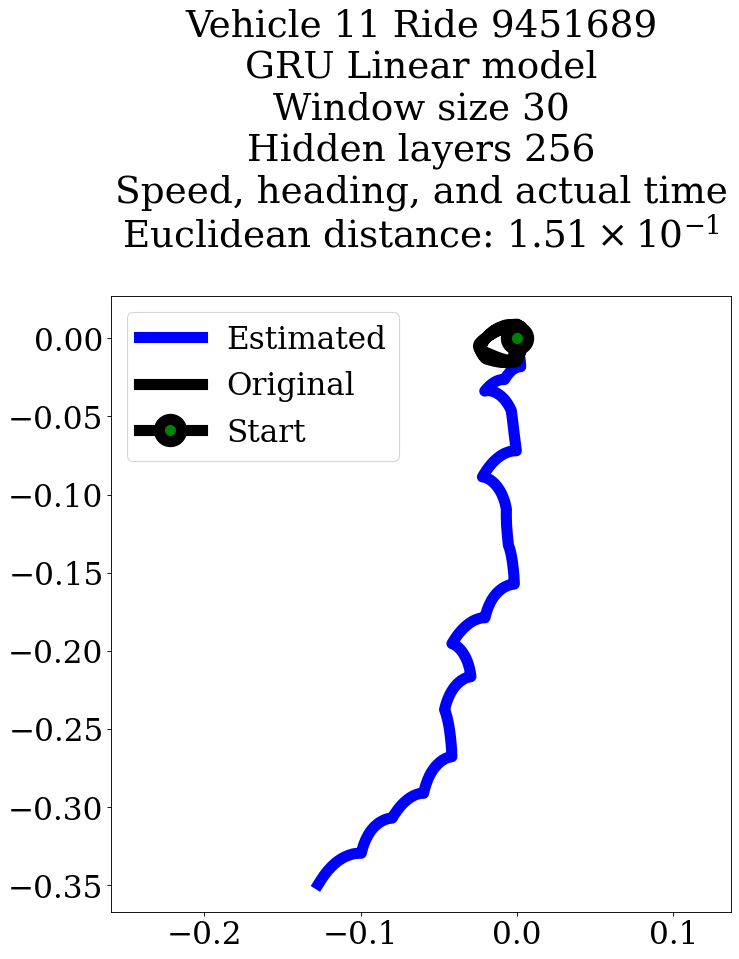 Vehicle 11 Ride 9451689
GRU Linear model
Window size 30
Hidden layers 256
Speed, heading, and actual time
Euclidean distance: 1.51 × 10⁻¹
Estimated
Original
Start
0.00
−0.05
−0.10
−0.15
−0.20
−0.25
−0.30
−0.35
−0.2
−0.1
0.0
0.1